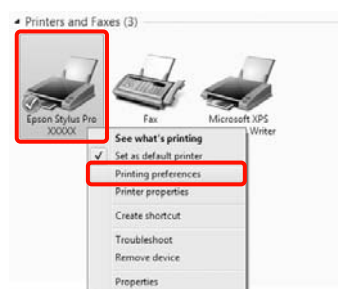 Printers and Faxes (3)
Epson Stylus Pro
XXXXX
Fax
Microsoft XPS
Writer
See what's printing
Set as default printer
Printing preferences
Printer properties
Create shortcut
Troubleshoot
Remove device
Properties